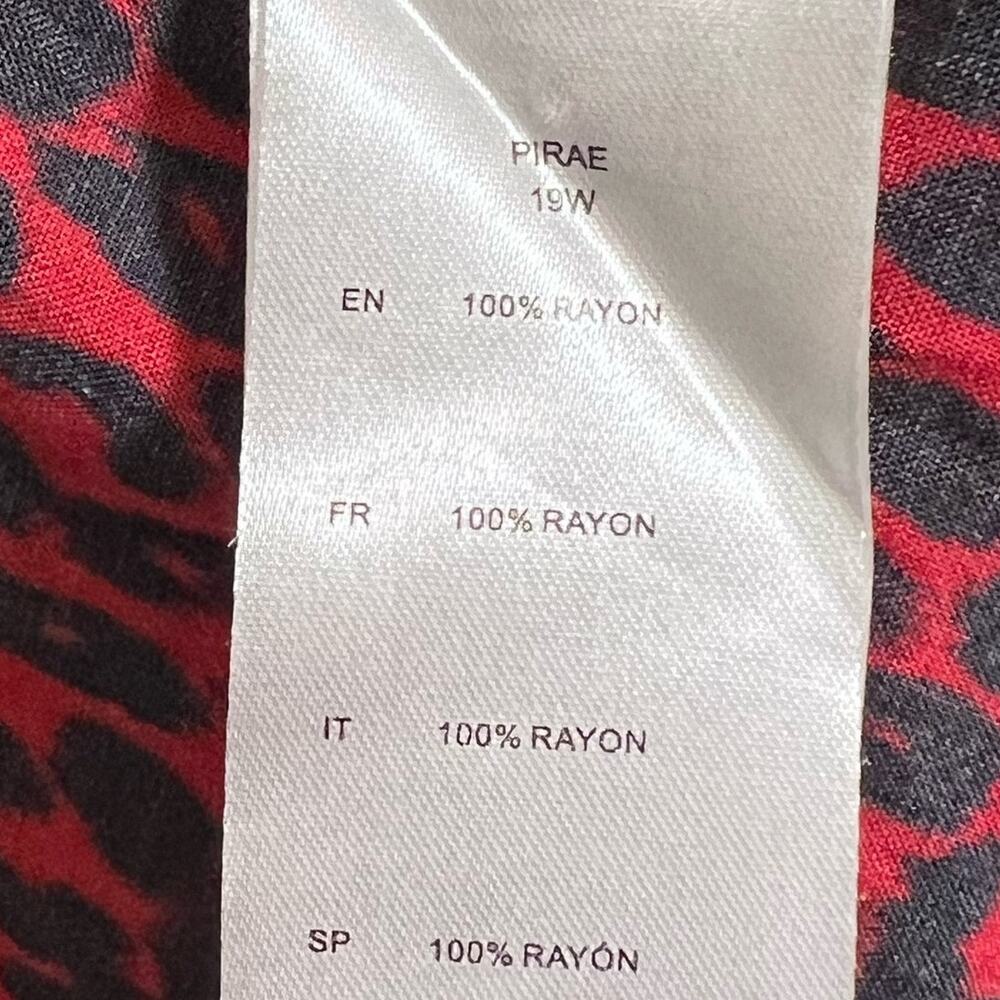 PIRAE
19W
EN 100% RAYON
FR 100% RAYON
IT 100% RAYON
SP 100% RAYÓN